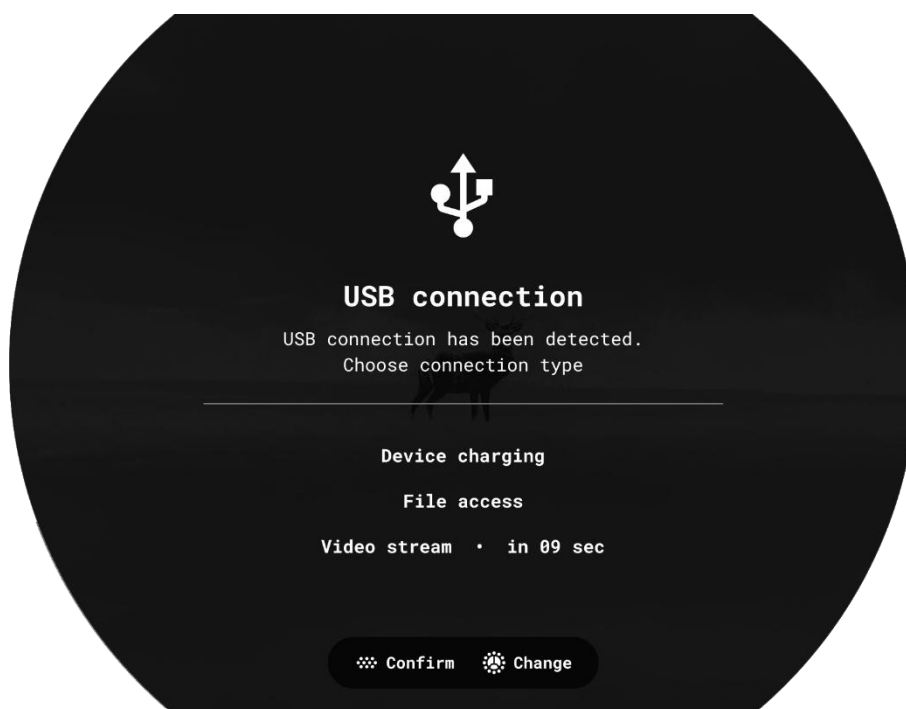 USB connection
USB connection has been detected.
Choose connection type
Device charging
File access
Video stream • in 09 sec
Confirm Change